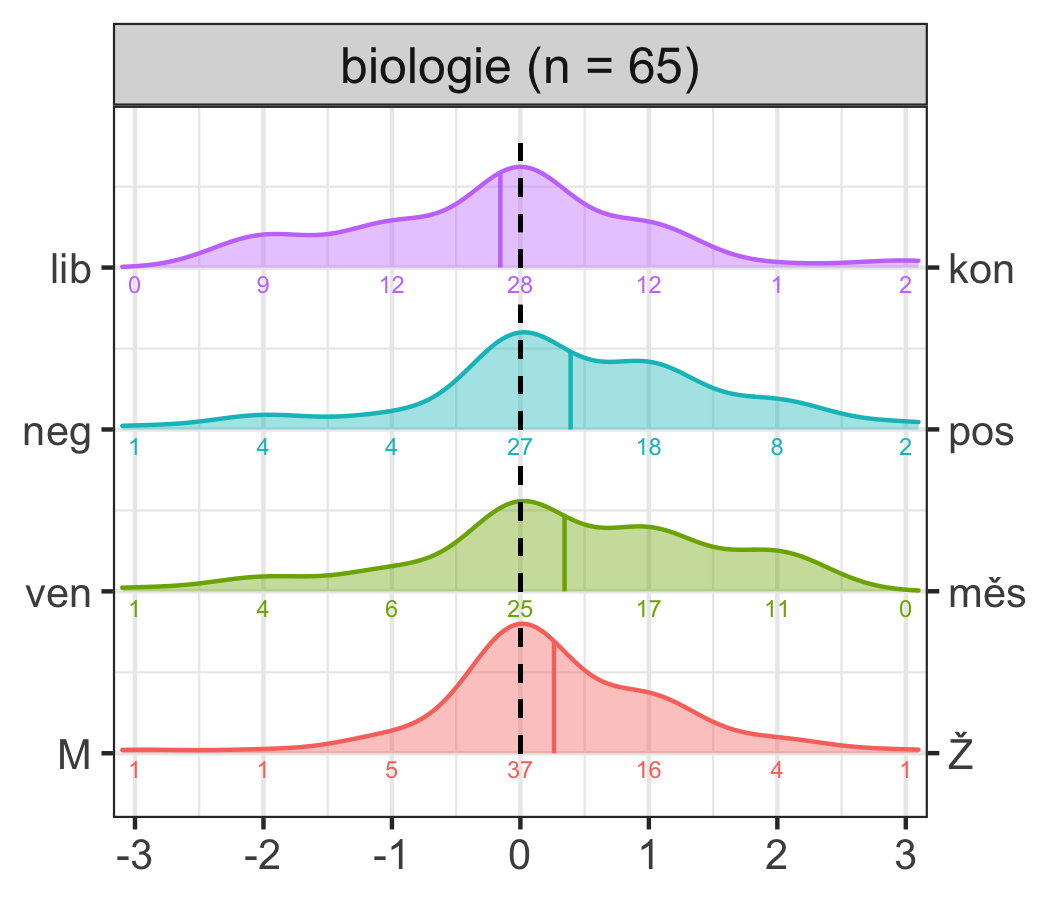 biologie (n = 65)
lib kon
0 9 12 28 12 1 2
neg pos
1 4 4 27 18 8 2
ven měs
1 4 6 25 17 11 0
M Ž
1 1 5 37 16 4 1
-3 -2 -1 0 1 2 3